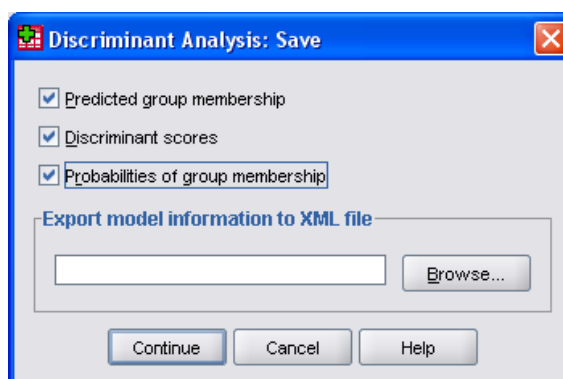 Discriminant Analysis: Save
Predicted group membership
Discriminant scores
Probabilities of group membership
Export model information to XML file
Browse...
Continue Cancel Help